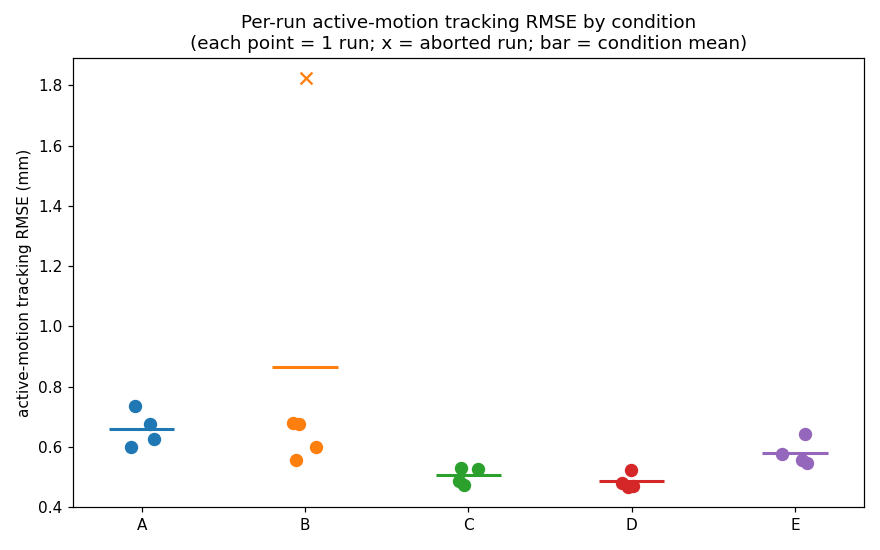 Per-run active-motion tracking RMSE by condition
(each point = 1 run; x = aborted run; bar = condition mean)
active-motion tracking RMSE (mm)
1.8
1.6
1.4
1.2
1.0
0.8
0.6
0.4
A B C D E